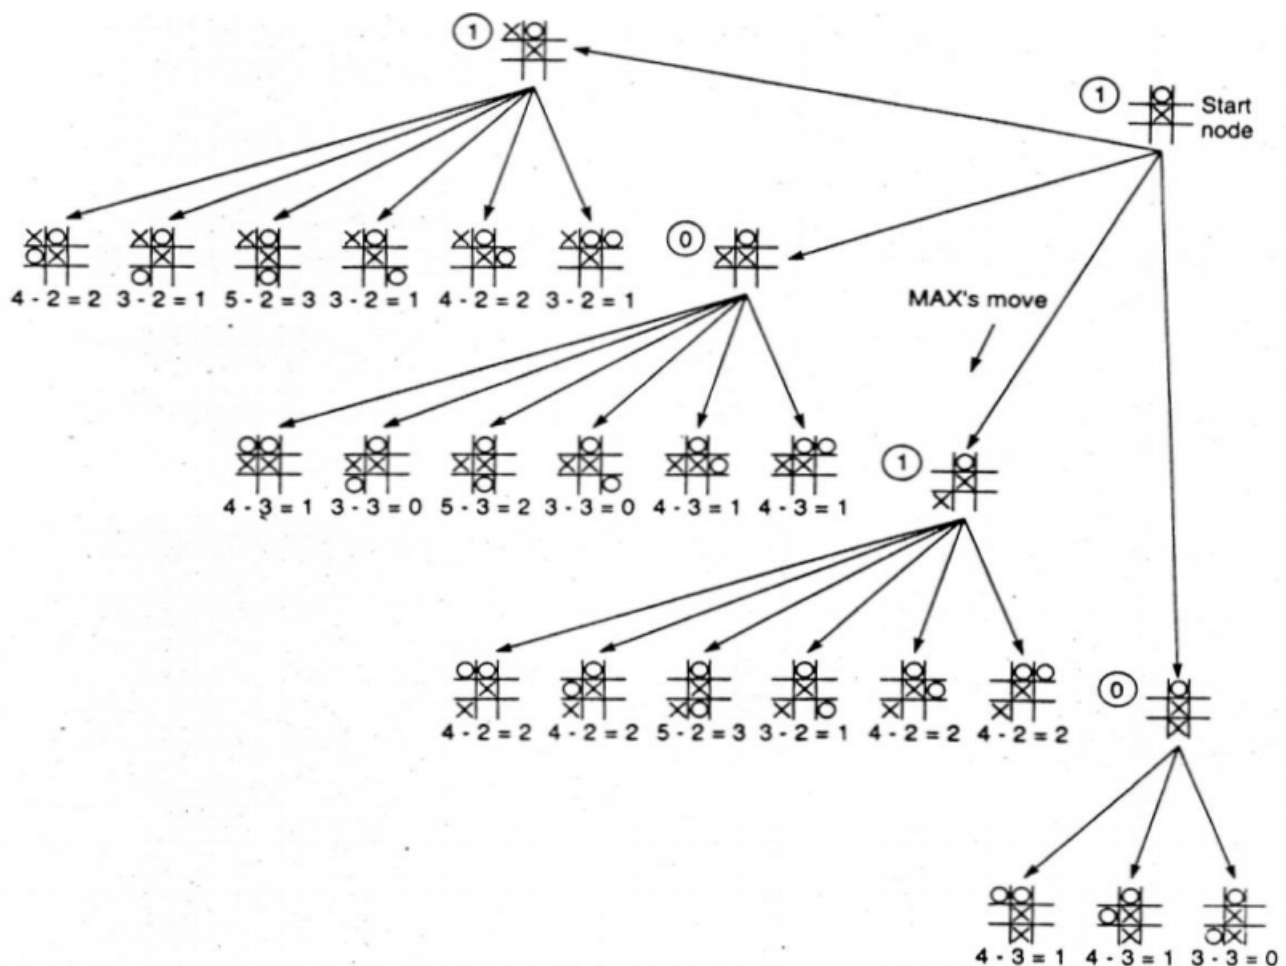 1
1
Start
node
4 - 2 = 2 3 - 2 = 1 5 - 2 = 3 3 - 2 = 1 4 - 2 = 2 3 - 2 = 1
0
MAX's move
4 - 3 = 1 3 - 3 = 0 5 - 3 = 2 3 - 3 = 0 4 - 3 = 1 4 - 3 = 1
1
4 - 2 = 2 4 - 2 = 2 5 - 2 = 3 3 - 2 = 1 4 - 2 = 2 4 - 2 = 2
0
4 - 3 = 1 4 - 3 = 1 3 - 3 = 0